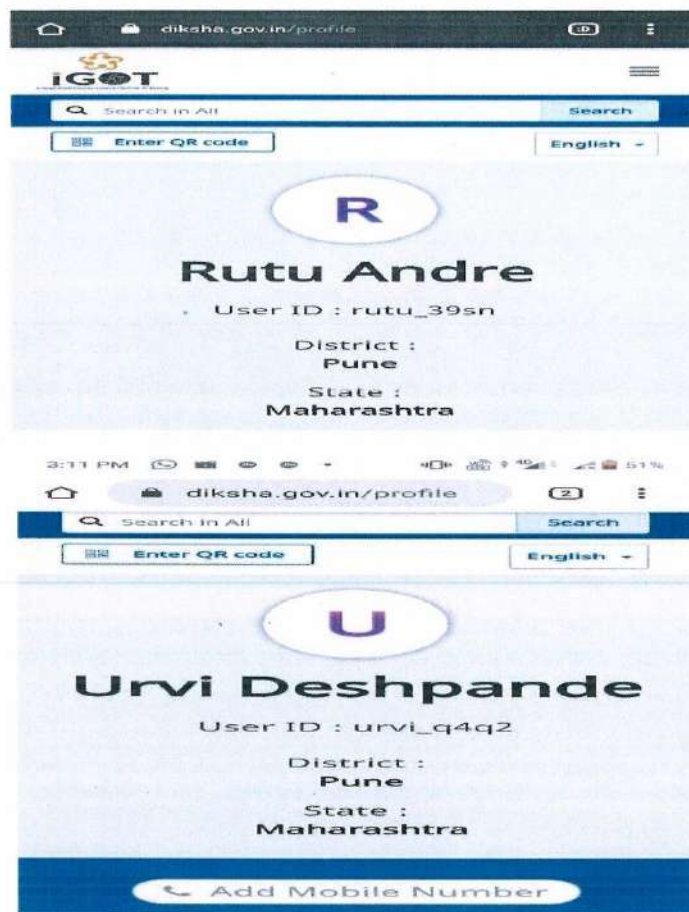 diksha.gov.in/profile :D
iGOT
Search in All Search
Enter QR code English
R
Rutu Andre
User ID : rutu_39sn
District :
Pune
State :
Maharashtra
3:11 PM 4G 51%
diksha.gov.in/profile 2
Search in All Search
Enter QR code English
U
Urvi Deshpande
User ID : urvi_q4q2
District :
Pune
State :
Maharashtra
Add Mobile Number